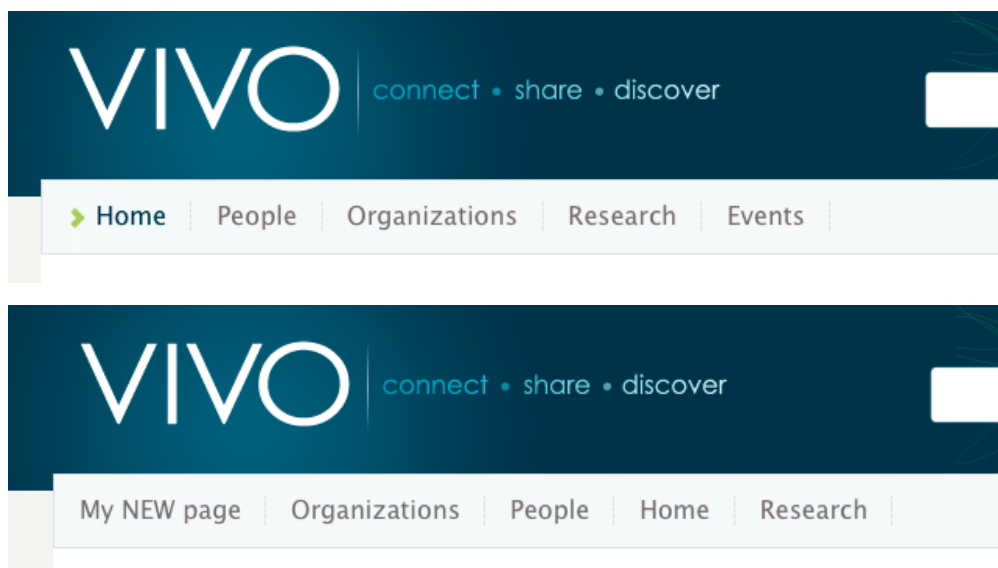 VIVO connect • share • discover
Home People Organizations Research Events
VIVO connect • share • discover
My NEW page Organizations People Home Research